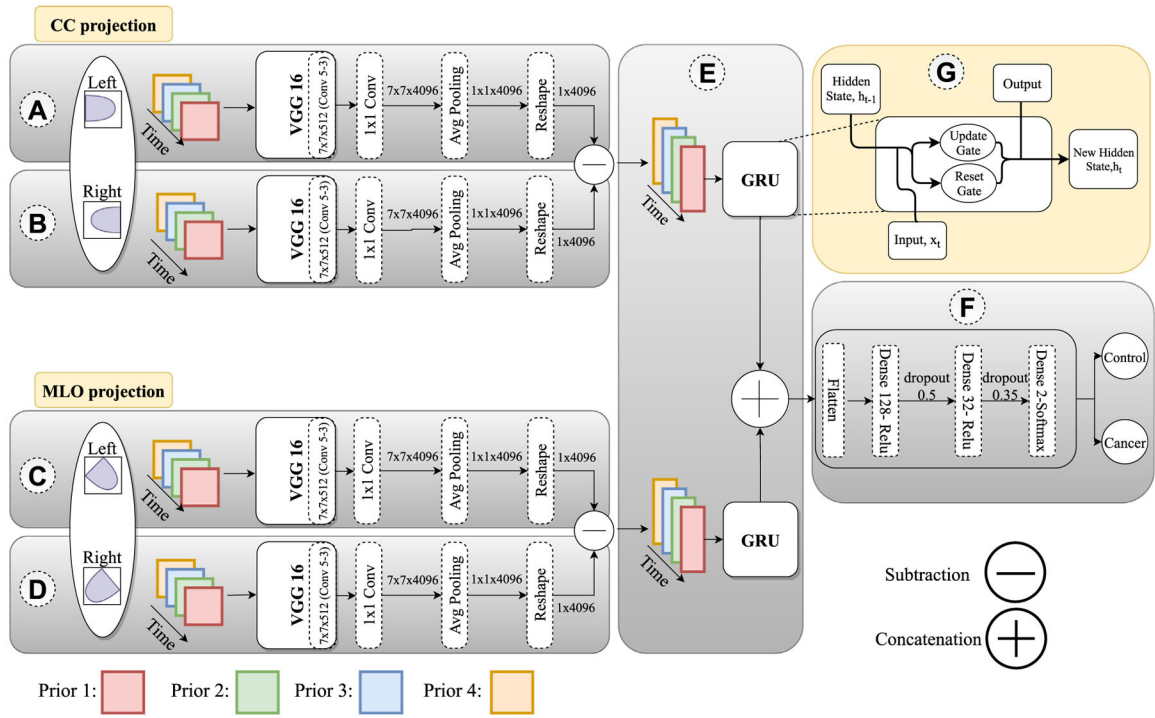 CC projection
A
Left
Time
VGG 16
7x7x512 (Conv 5-3)
1x1 Conv
7x7x4096
Avg Pooling
1x1x4096
Reshape
1x4096
B
Right
Time
VGG 16
7x7x512 (Conv 5-3)
1x1 Conv
7x7x4096
Avg Pooling
1x1x4096
Reshape
1x4096
MLO projection
C
Left
Time
VGG 16
7x7x512 (Conv 5-3)
1x1 Conv
7x7x4096
Avg Pooling
1x1x4096
Reshape
1x4096
D
Right
Time
VGG 16
7x7x512 (Conv 5-3)
1x1 Conv
7x7x4096
Avg Pooling
1x1x4096
Reshape
1x4096
E
Time
GRU
Time
GRU
G
Hidden
State, ht-1
Output
Update
Gate
Reset
Gate
New Hidden
State,ht
Input, xt
F
Flatten
Dense 128- Relu
dropout
0.5
Dense 32- Relu
dropout
0.35
Dense 2-Softmax
Control
Cancer
Subtraction
Concatenation
Prior 1:
Prior 2:
Prior 3:
Prior 4: